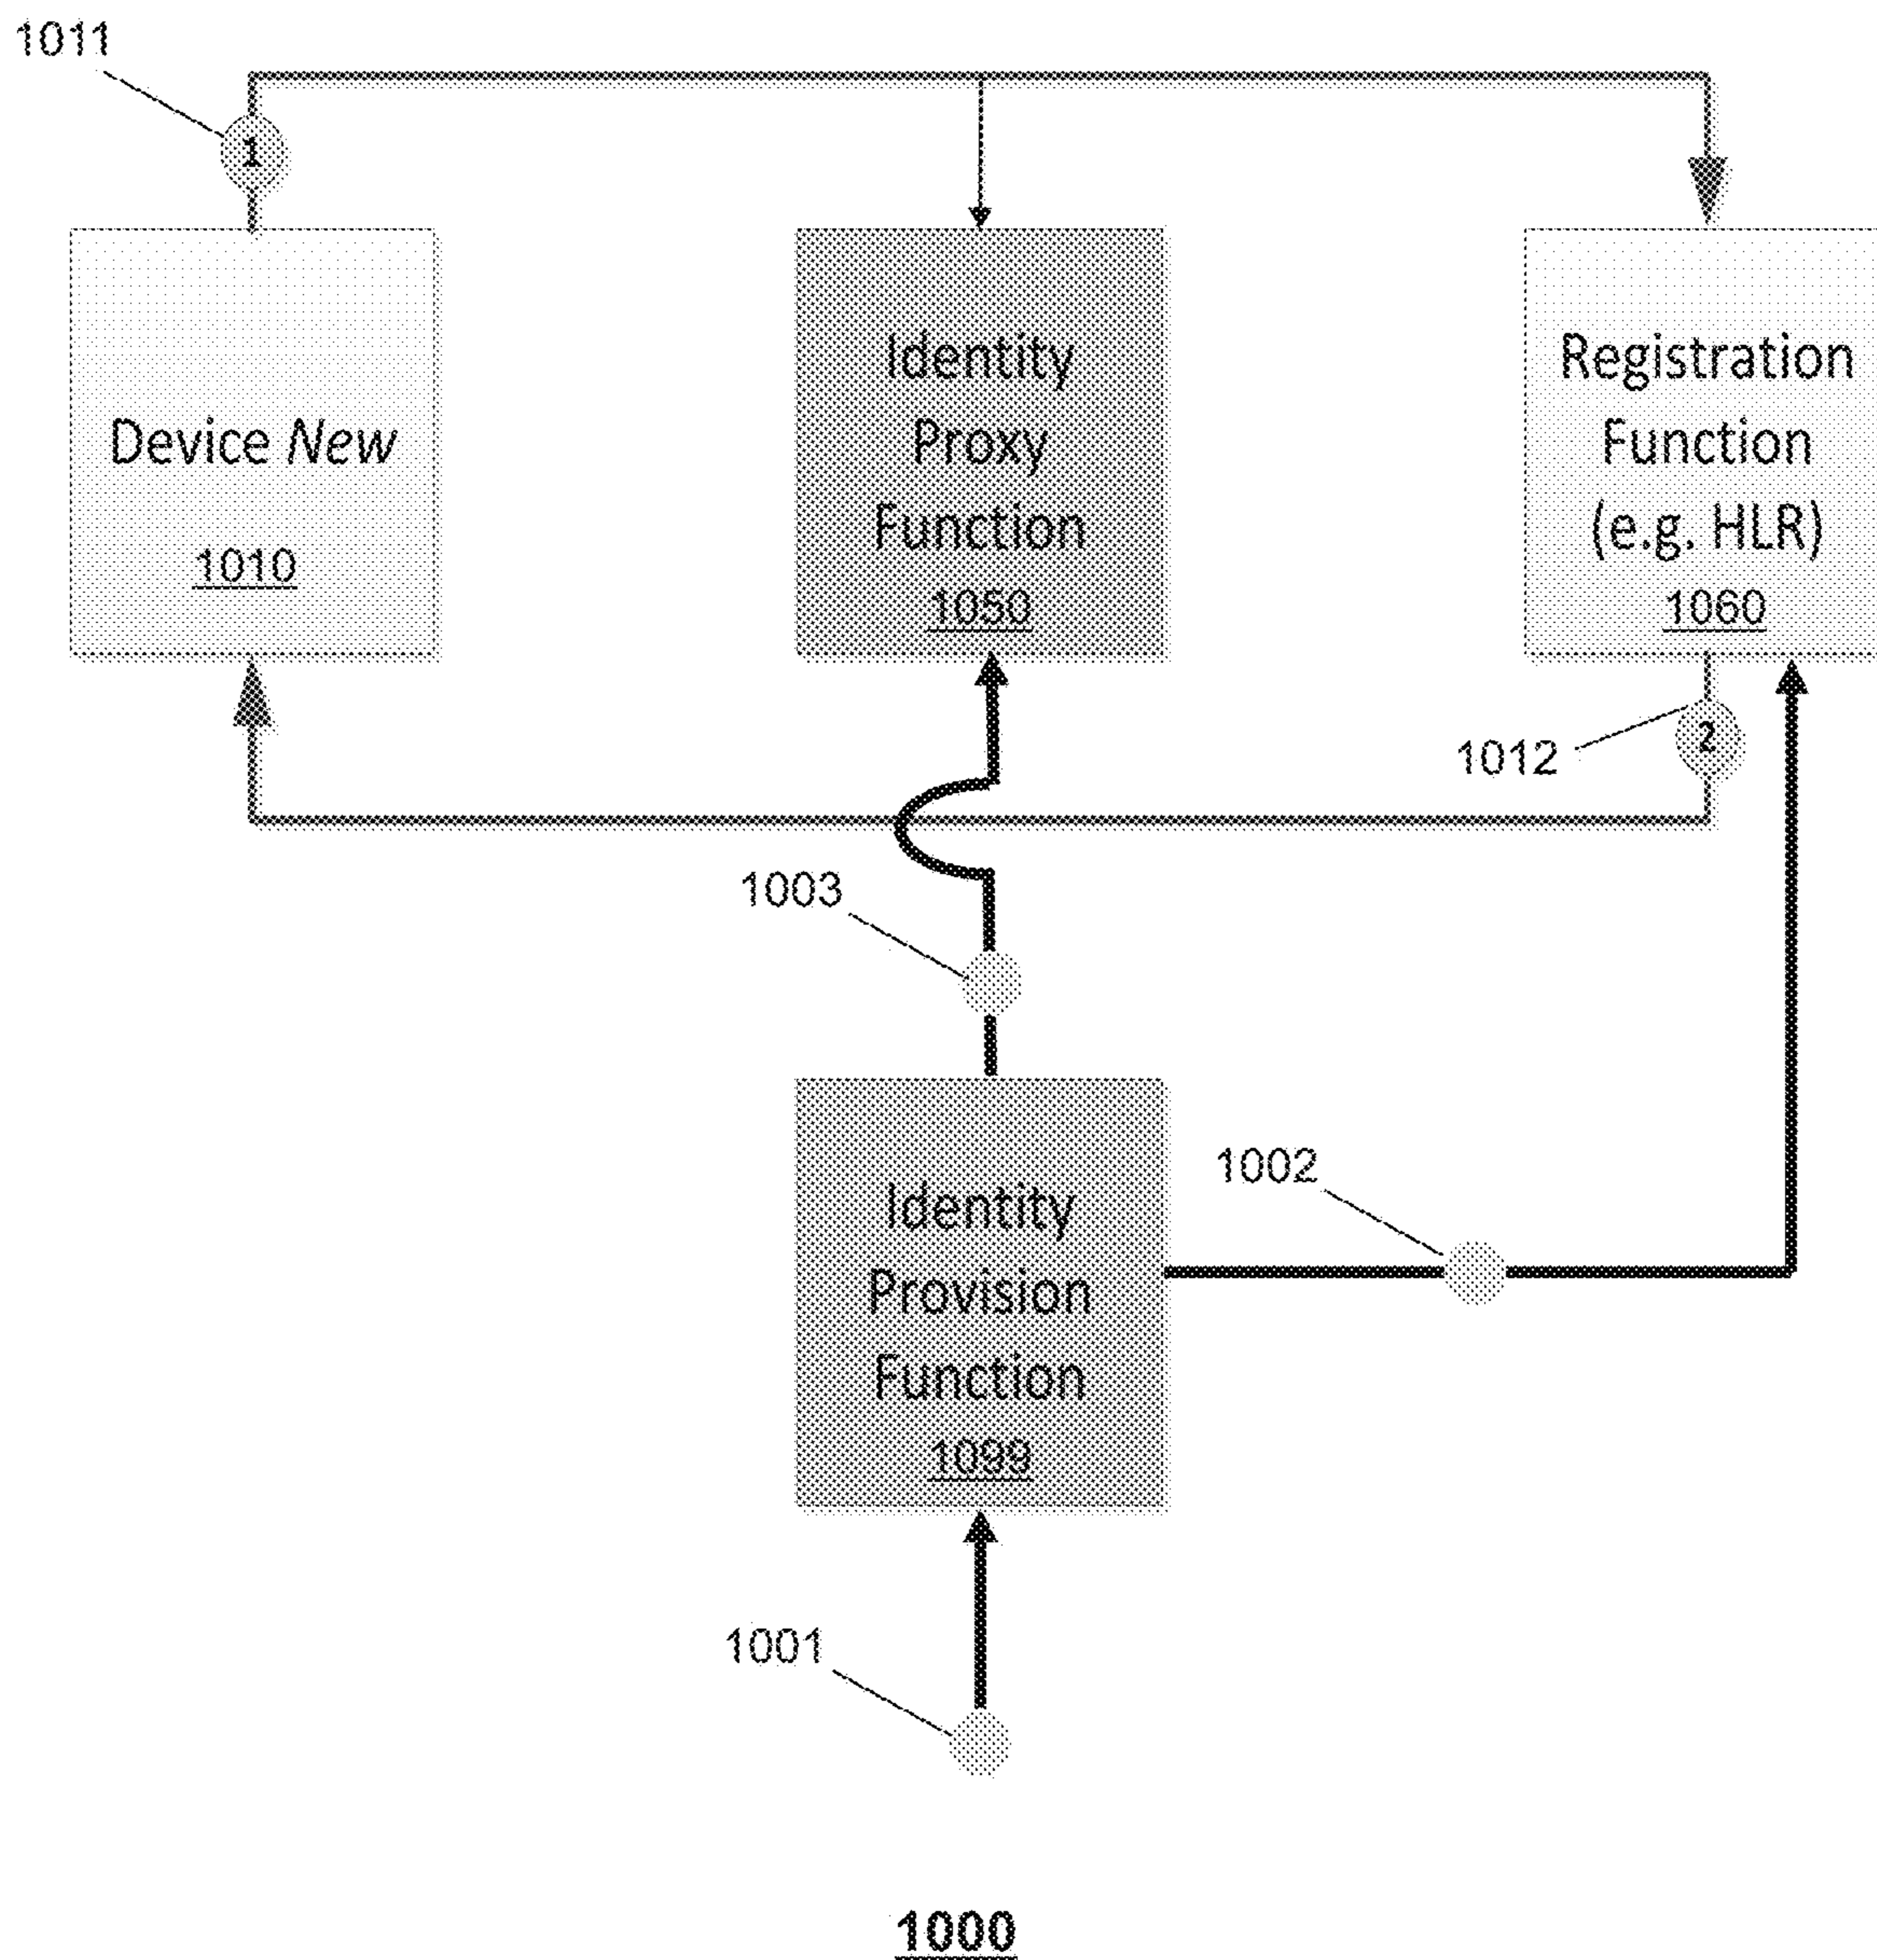 1011
1
Device New
1010
Identity
Proxy
Function
1050
Registration
Function
(e.g. HLR)
1060
1012
2
1003
1002
Identity
Provision
Function
1099
1001
1000